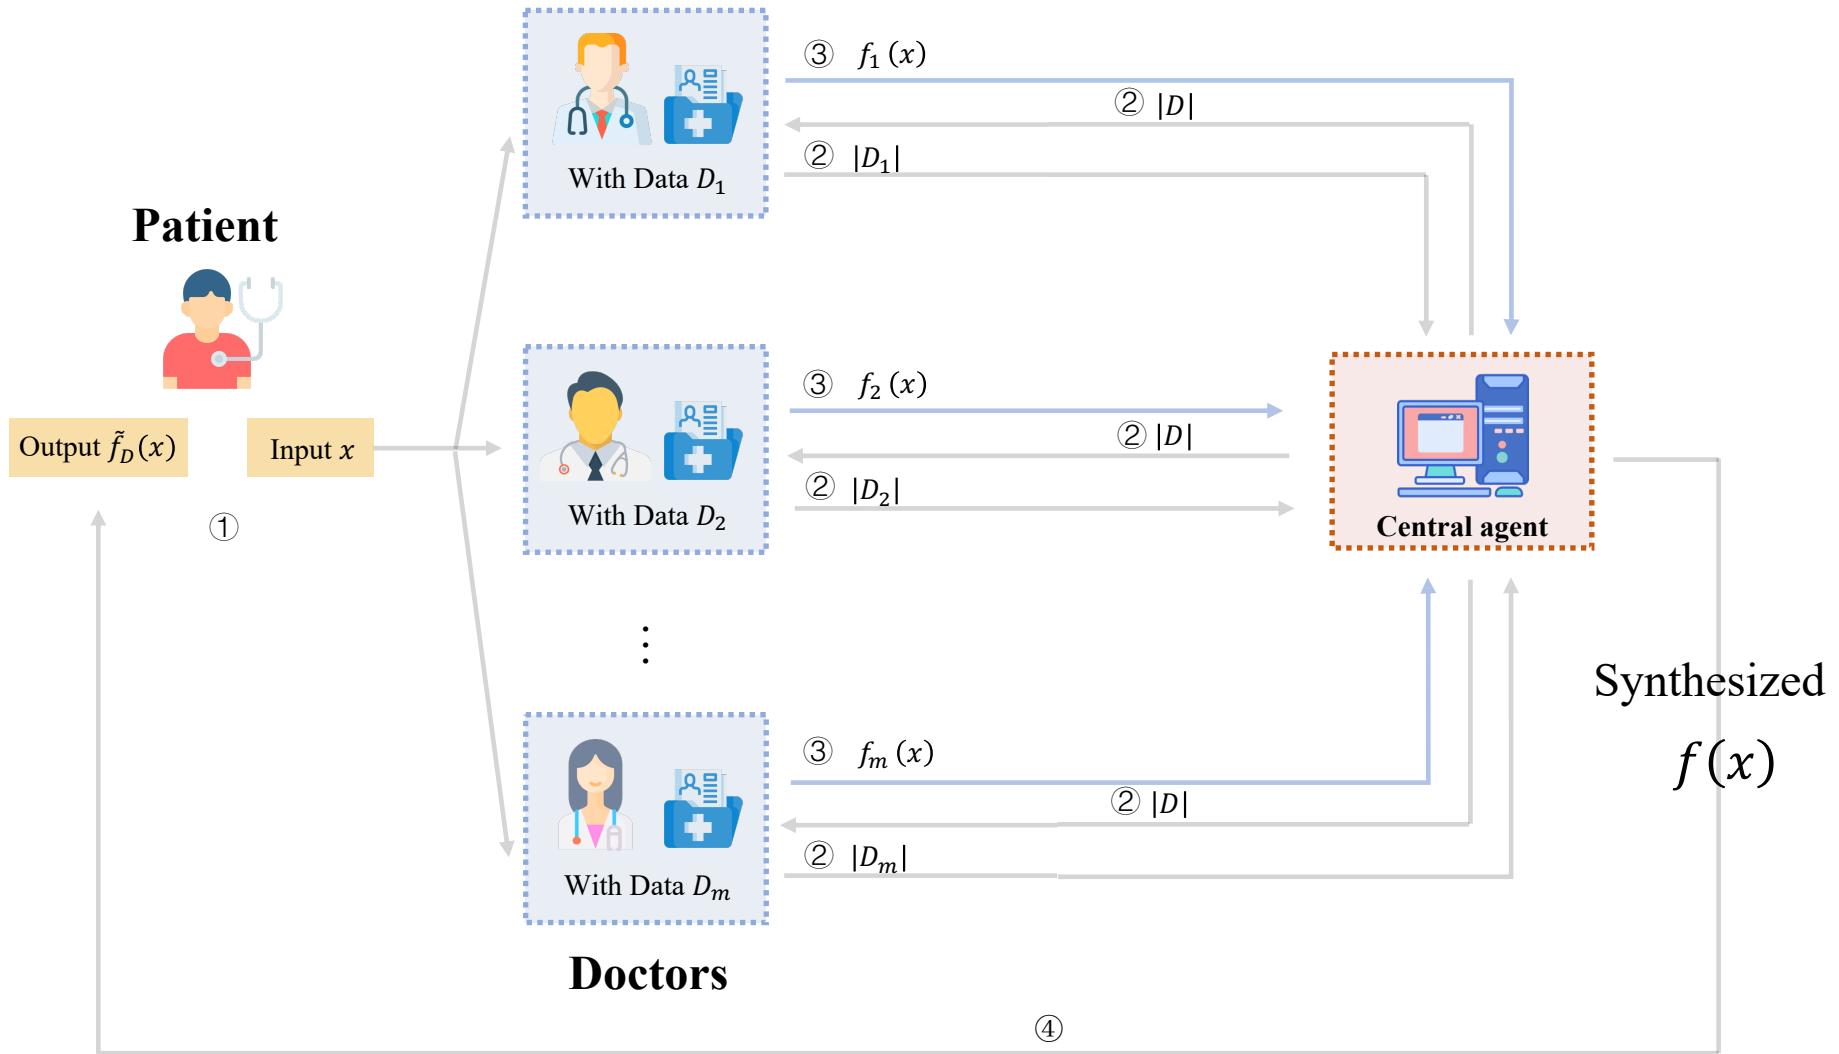 Patient
Output f̃_D(x)
Input x
①
③ f₁(x)
② |D|
② |D₁|
With Data D₁
③ f₂(x)
② |D|
② |D₂|
With Data D₂
Central agent
⋮
③ fₘ(x)
② |D|
② |Dₘ|
With Data Dₘ
Doctors
Synthesized
f(x)
④